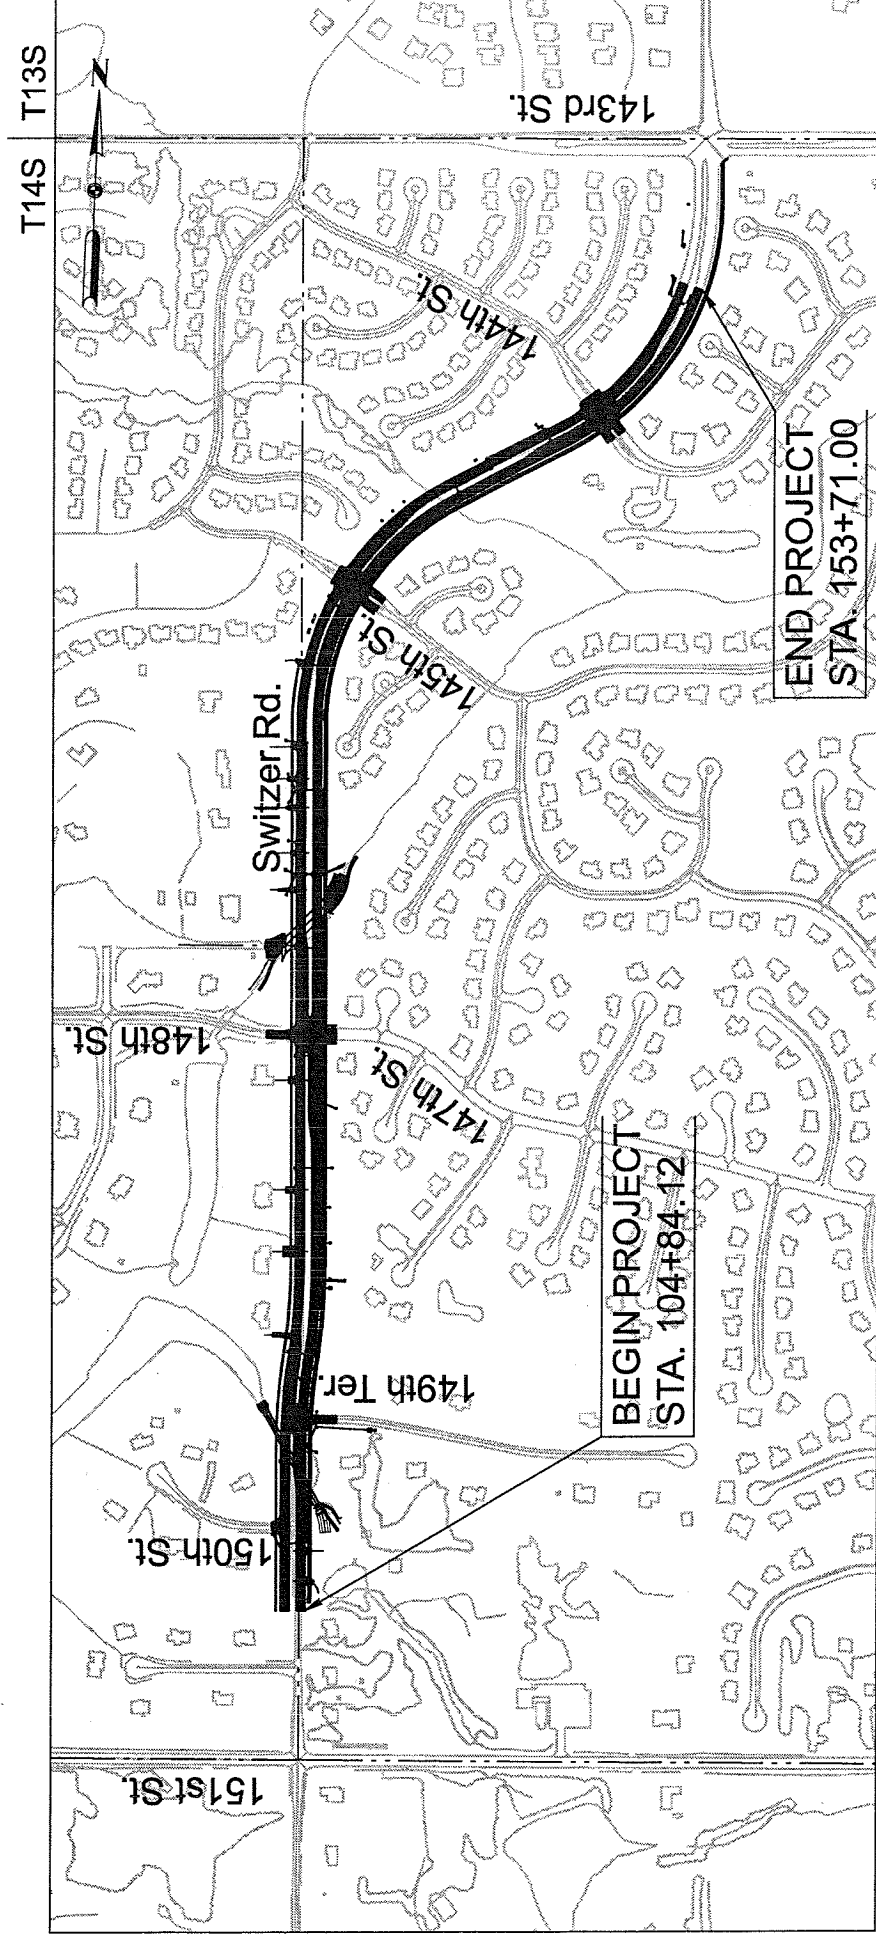 T14S T13S
N
143rd St.
144th St.
145th St.
Switzer Rd.
148th St.
147th St.
149th Ter.
150th St.
151st St.
END PROJECT
STA. 153+71.00
BEGIN PROJECT
STA. 104+84.12